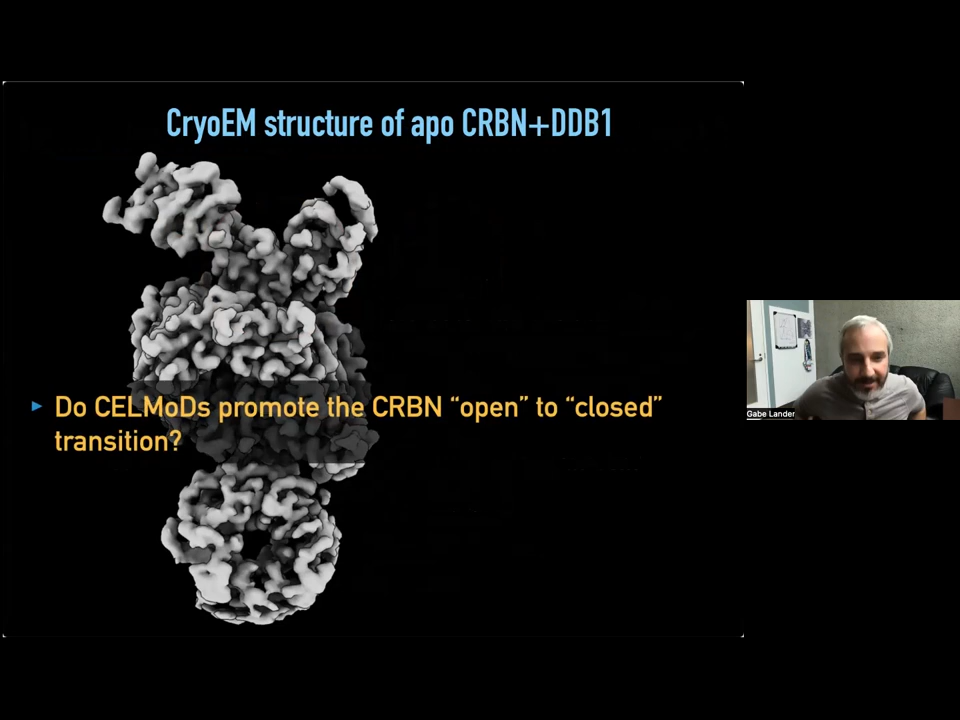 CryoEM structure of apo CRBN+DDB1
▸ Do CELMoDs promote the CRBN “open” to “closed”
transition?
Gabe Lander